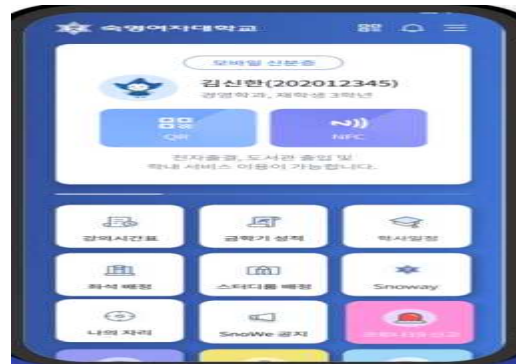 숙명여자대학교
모바일 신분증
김신한(202012345)
경영학과, 재학생 3학년
QR
NFC
전자출결, 도서관 출입 및
학내 서비스 이용이 가능합니다.
강의시간표
금학기 성적
학사일정
좌석 배정
스터디룸 배정
Snoway
나의 자리
SnoWe 공지